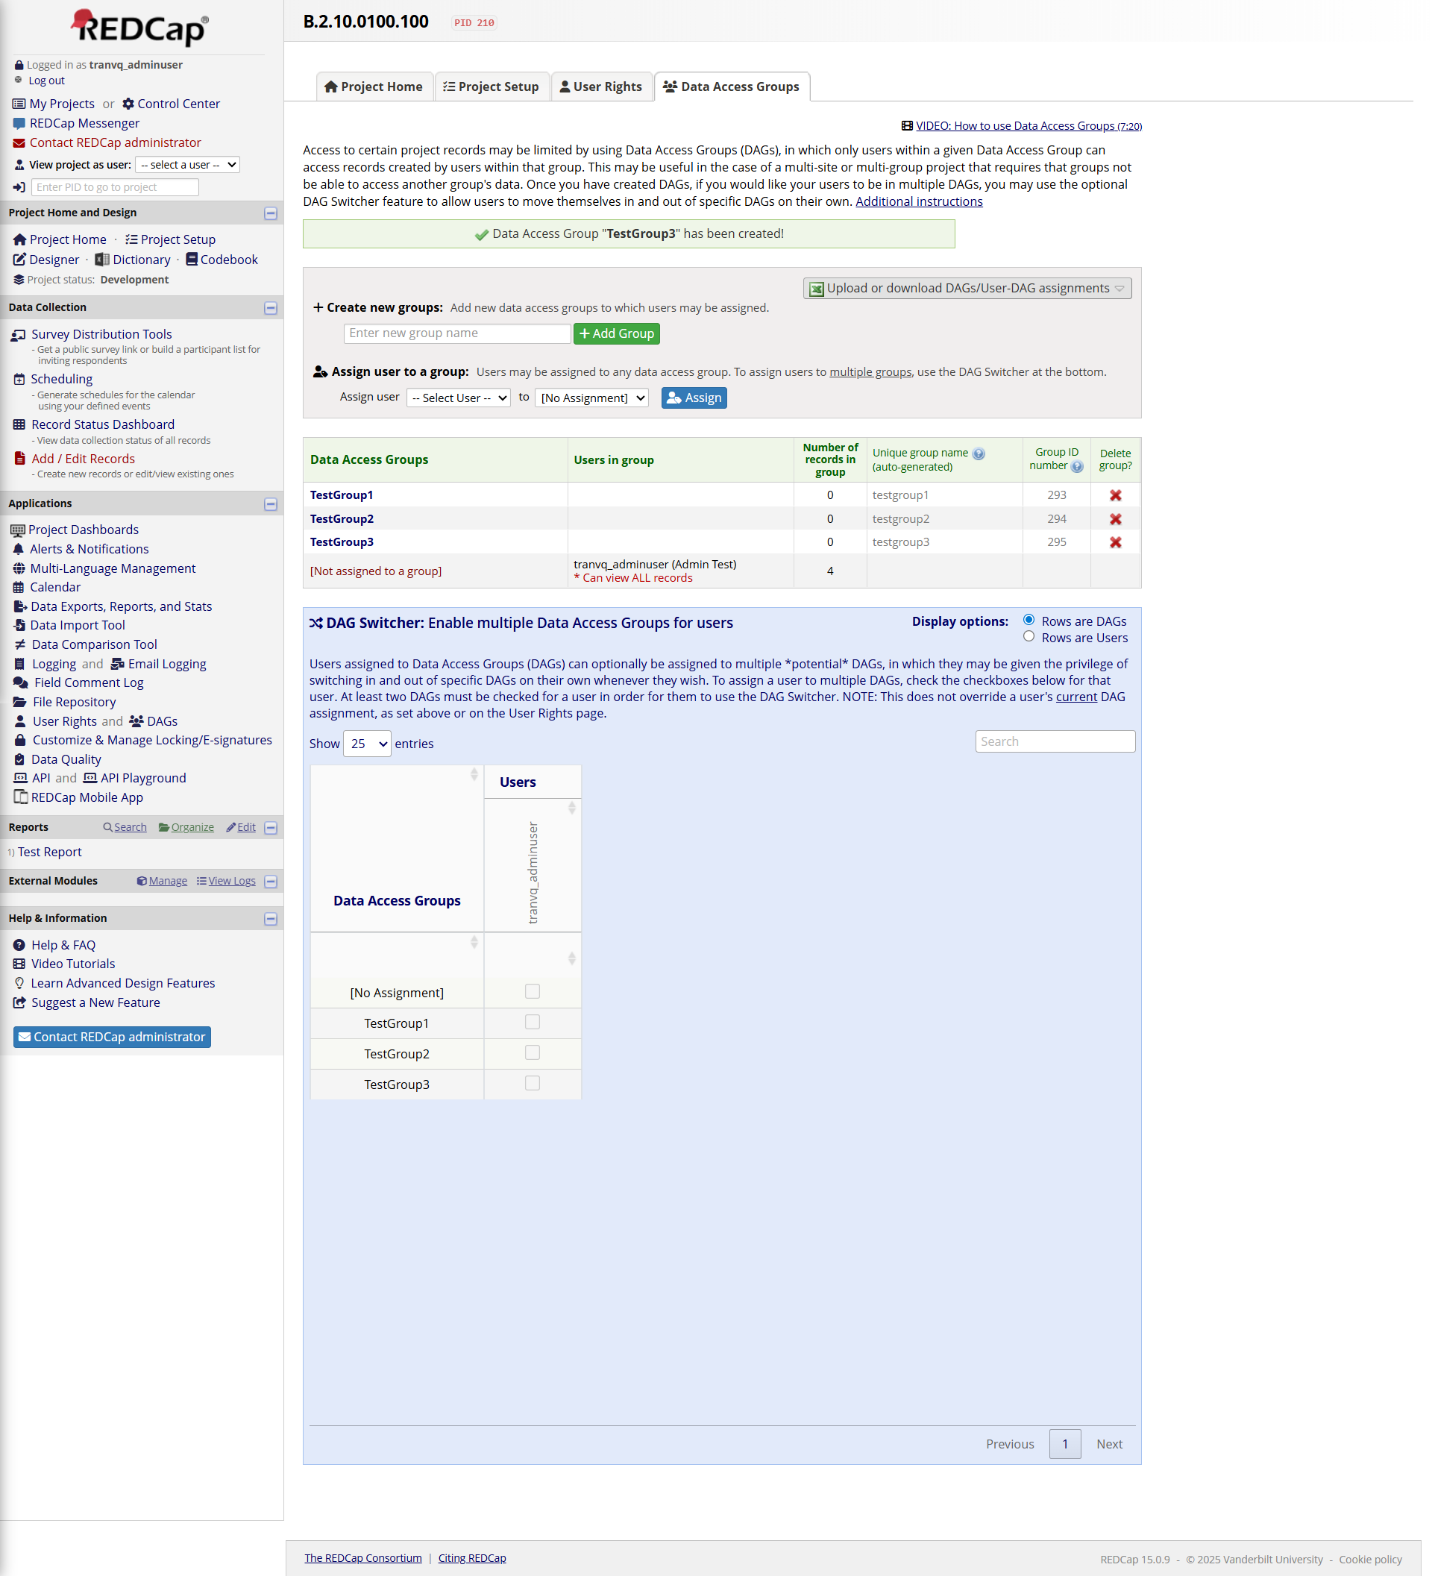 REDCap®
Logged in as tranvq_adminuser
Log out
My Projects or Control Center
REDCap Messenger
Contact REDCap administrator
View project as user: -- select a user --
Enter PID to go to project
Project Home and Design
Project Home · Project Setup
Designer · Dictionary · Codebook
Project status: Development
Data Collection
Survey Distribution Tools
- Get a public survey link or build a participant list for
inviting respondents
Scheduling
- Generate schedules for the calendar
using your defined events
Record Status Dashboard
- View data collection status of all records
Add / Edit Records
- Create new records or edit/view existing ones
Applications
Project Dashboards
Alerts & Notifications
Multi-Language Management
Calendar
Data Exports, Reports, and Stats
Data Import Tool
Data Comparison Tool
Logging and Email Logging
Field Comment Log
File Repository
User Rights and DAGs
Customize & Manage Locking/E-signatures
Data Quality
API and API Playground
REDCap Mobile App
Reports Search Organize Edit
1) Test Report
External Modules Manage View Logs
Help & Information
Help & FAQ
Video Tutorials
Learn Advanced Design Features
Suggest a New Feature
Contact REDCap administrator
B.2.10.0100.100 PID 210
Project Home Project Setup User Rights Data Access Groups
VIDEO: How to use Data Access Groups (7:20)
Access to certain project records may be limited by using Data Access Groups (DAGs), in which only users within a given Data Access Group can
access records created by users within that group. This may be useful in the case of a multi-site or multi-group project that requires that groups not
be able to access another group's data. Once you have created DAGs, if you would like your users to be in multiple DAGs, you may use the optional
DAG Switcher feature to allow users to move themselves in and out of specific DAGs on their own. Additional instructions
Data Access Group "TestGroup3" has been created!
Upload or download DAGs/User-DAG assignments
+ Create new groups: Add new data access groups to which users may be assigned.
Enter new group name + Add Group
Assign user to a group: Users may be assigned to any data access group. To assign users to multiple groups, use the DAG Switcher at the bottom.
Assign user -- Select User -- to [No Assignment] Assign
Data Access Groups Users in group Number of records in group Unique group name (auto-generated) Group ID number Delete group?
TestGroup1 0 testgroup1 293
TestGroup2 0 testgroup2 294
TestGroup3 0 testgroup3 295
[Not assigned to a group] tranvq_adminuser (Admin Test) 4
* Can view ALL records
DAG Switcher: Enable multiple Data Access Groups for users
Display options: Rows are DAGs
Rows are Users
Users assigned to Data Access Groups (DAGs) can optionally be assigned to multiple *potential* DAGs, in which they may be given the privilege of
switching in and out of specific DAGs on their own whenever they wish. To assign a user to multiple DAGs, check the checkboxes below for that
user. At least two DAGs must be checked for a user in order for them to use the DAG Switcher. NOTE: This does not override a user's current DAG
assignment, as set above or on the User Rights page.
Show 25 entries Search
Users
tranvq_adminuser
Data Access Groups
[No Assignment]
TestGroup1
TestGroup2
TestGroup3
Previous 1 Next
The REDCap Consortium | Citing REDCap
REDCap 15.0.9 - © 2025 Vanderbilt University - Cookie policy